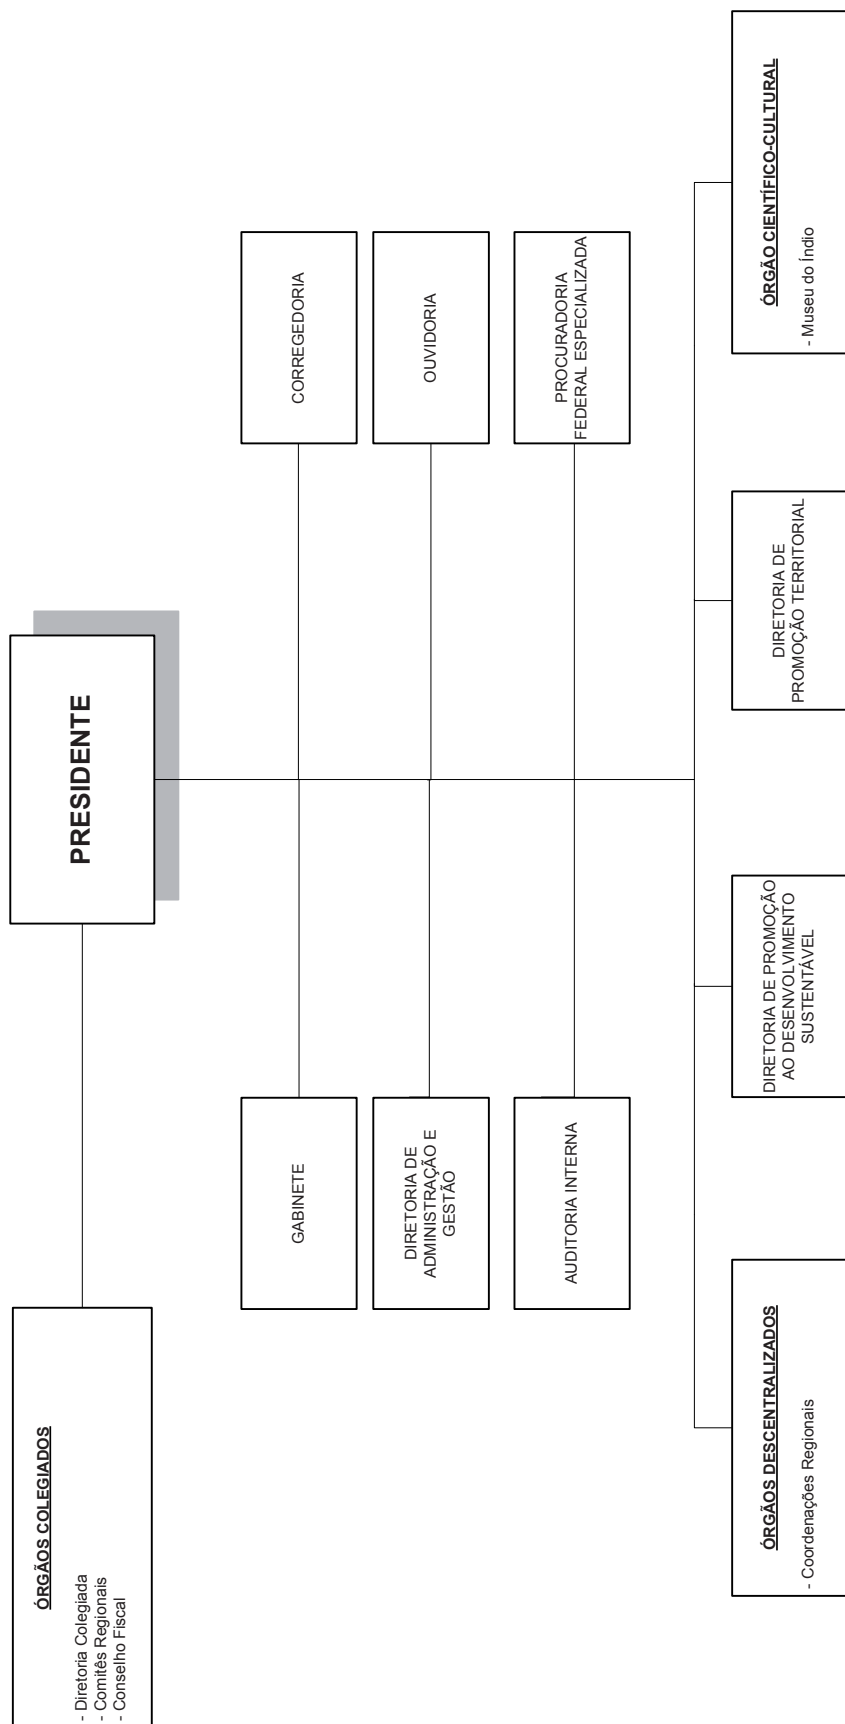 ÓRGÃOS COLEGIADOS
- Diretoria Colegiada
- Comitês Regionais
- Conselho Fiscal
PRESIDENTE
GABINETE
CORREGEDORIA
DIRETORIA DE
ADMINISTRAÇÃO E
GESTÃO
OUVIDORIA
AUDITORIA INTERNA
PROCURADORIA
FEDERAL ESPECIALIZADA
ÓRGÃOS DESCENTRALIZADOS
- Coordenações Regionais
DIRETORIA DE PROMOÇÃO
AO DESENVOLVIMENTO
SUSTENTÁVEL
DIRETORIA DE
PROMOÇÃO TERRITORIAL
ÓRGÃO CIENTÍFICO-CULTURAL
- Museu do Índio